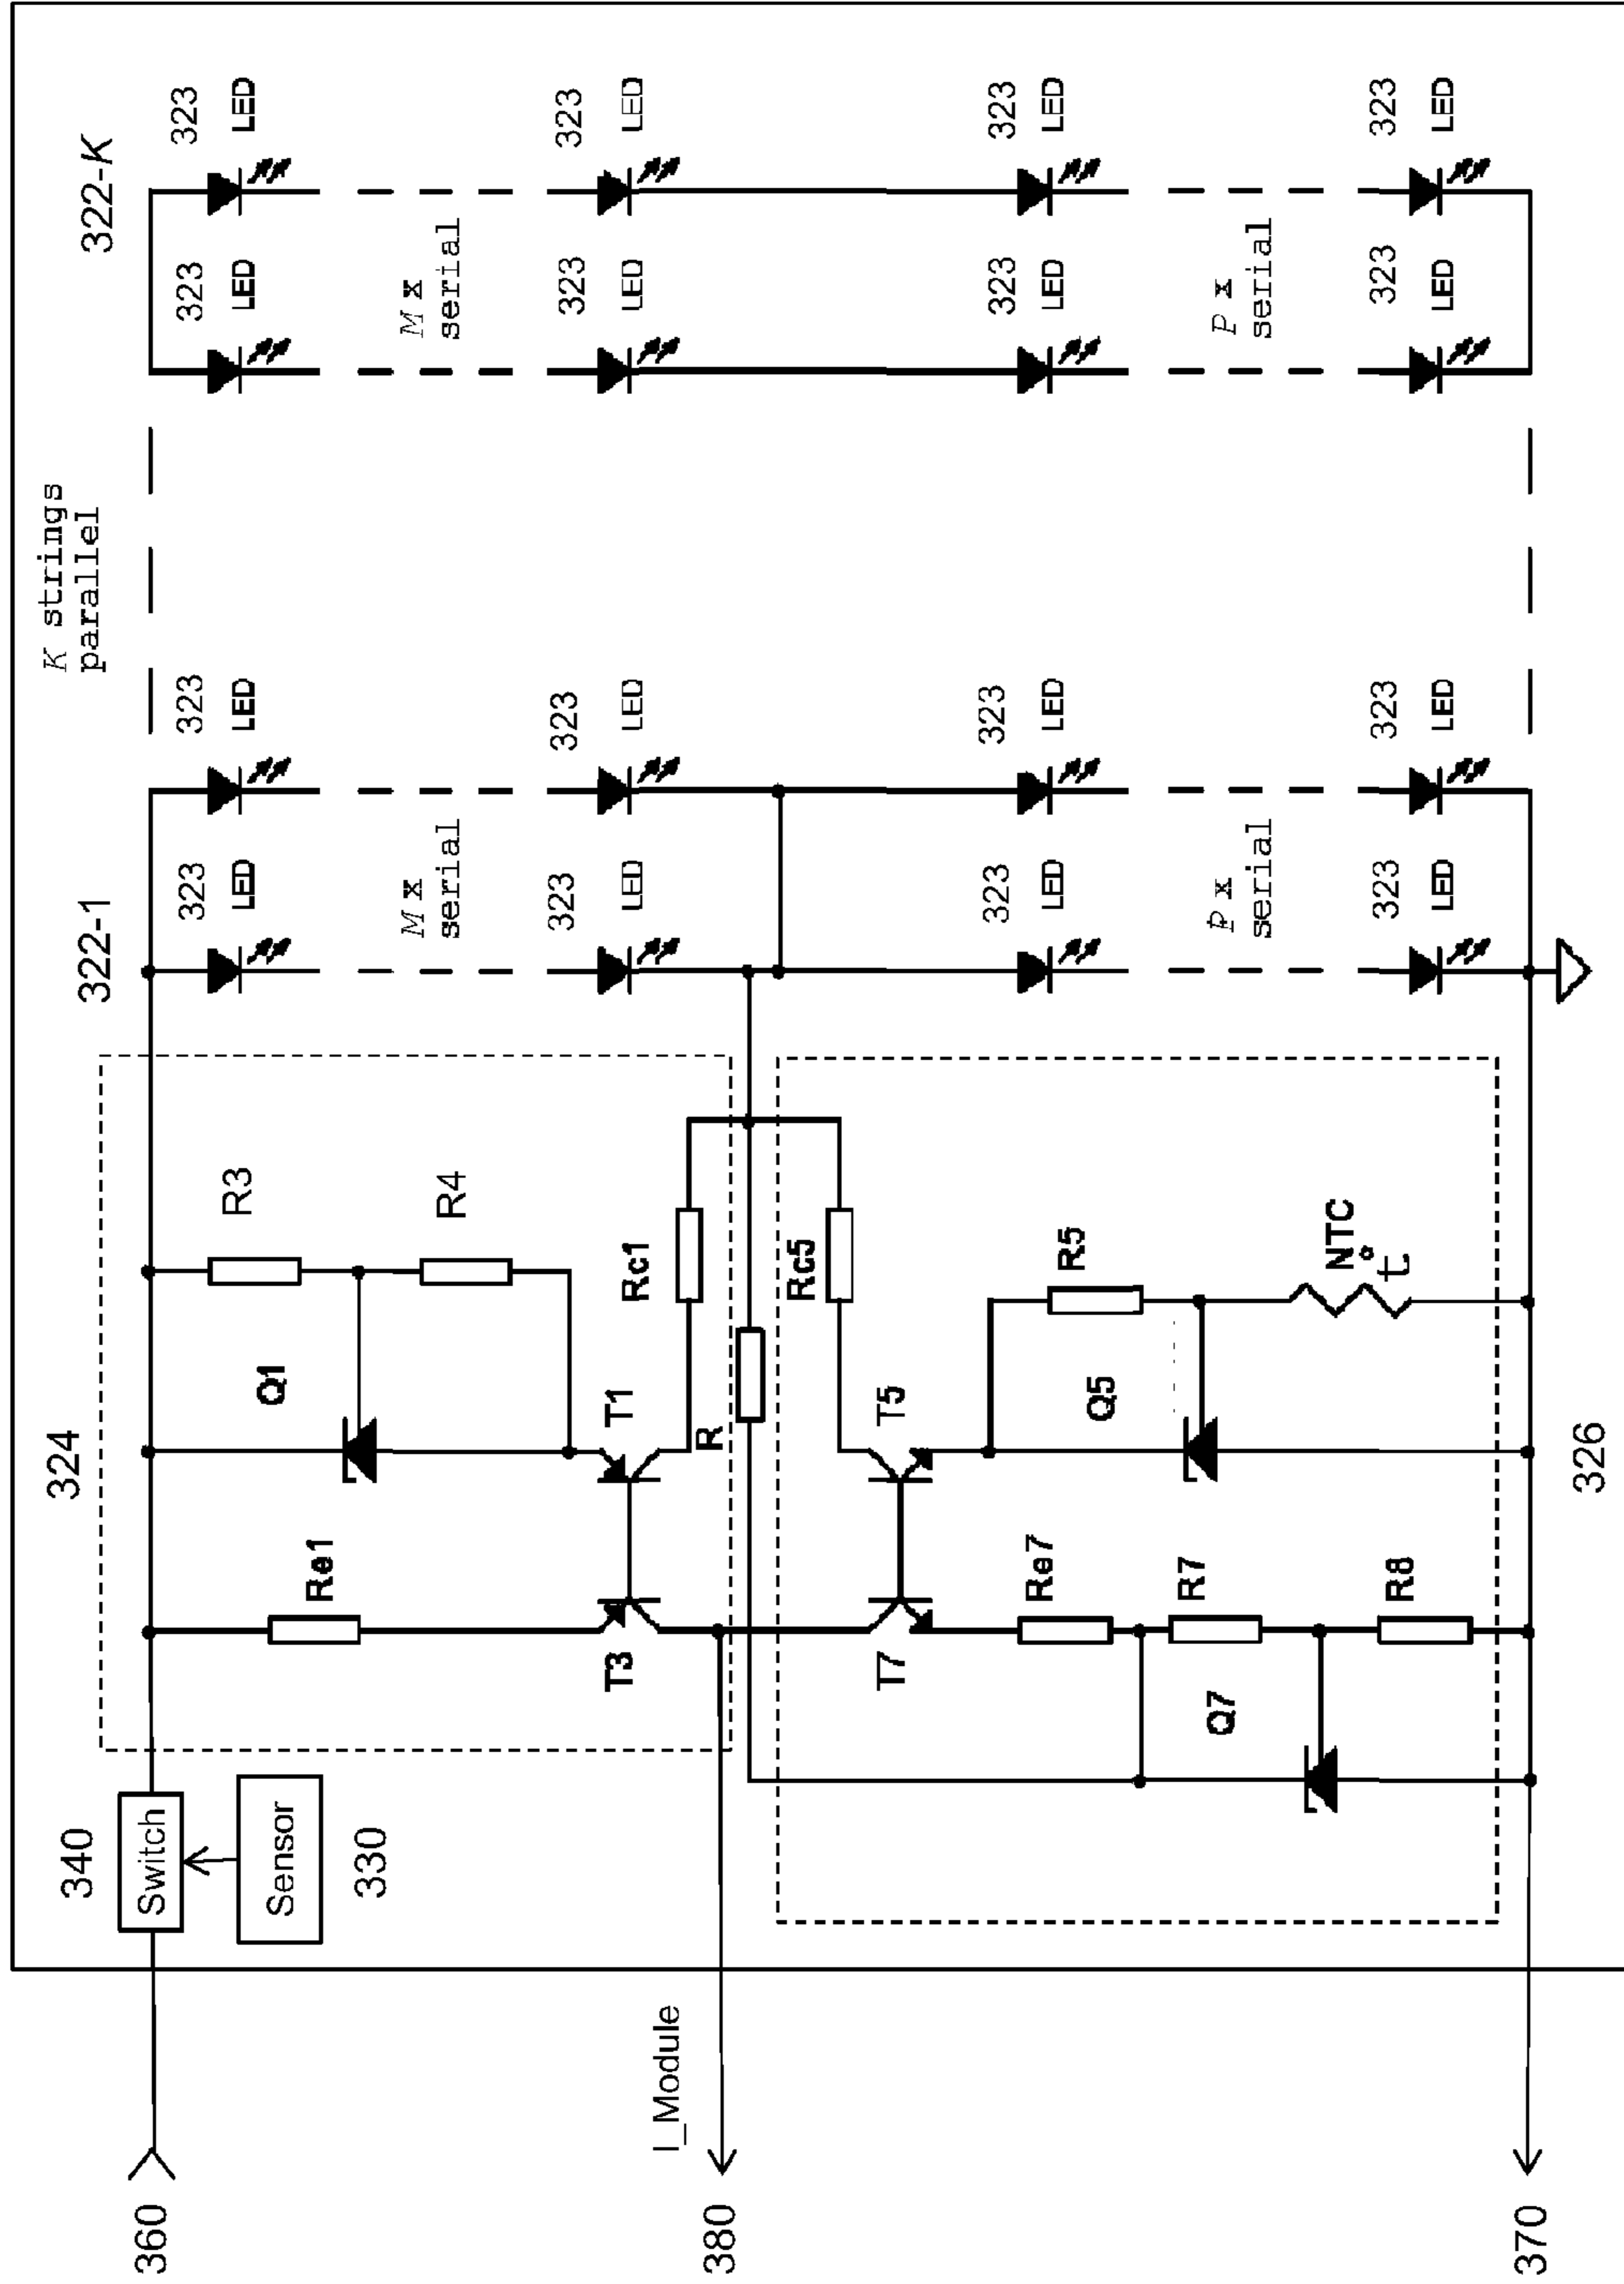 K strings
parallel
322-1
322-K
324
340
Switch
Sensor
330
360
I_Module
380
370
326
Re1
Q1
R3
R4
T3
T1
Rc1
R
Rc5
T7
T5
Re7
R7
R8
Q7
Q5
R5
NTC
t°
323
LED
323
LED
323
LED
323
LED
M x
serial
M x
serial
323
LED
323
LED
323
LED
323
LED
323
LED
323
LED
323
LED
323
LED
P x
serial
P x
serial
323
LED
323
LED
323
LED
323
LED